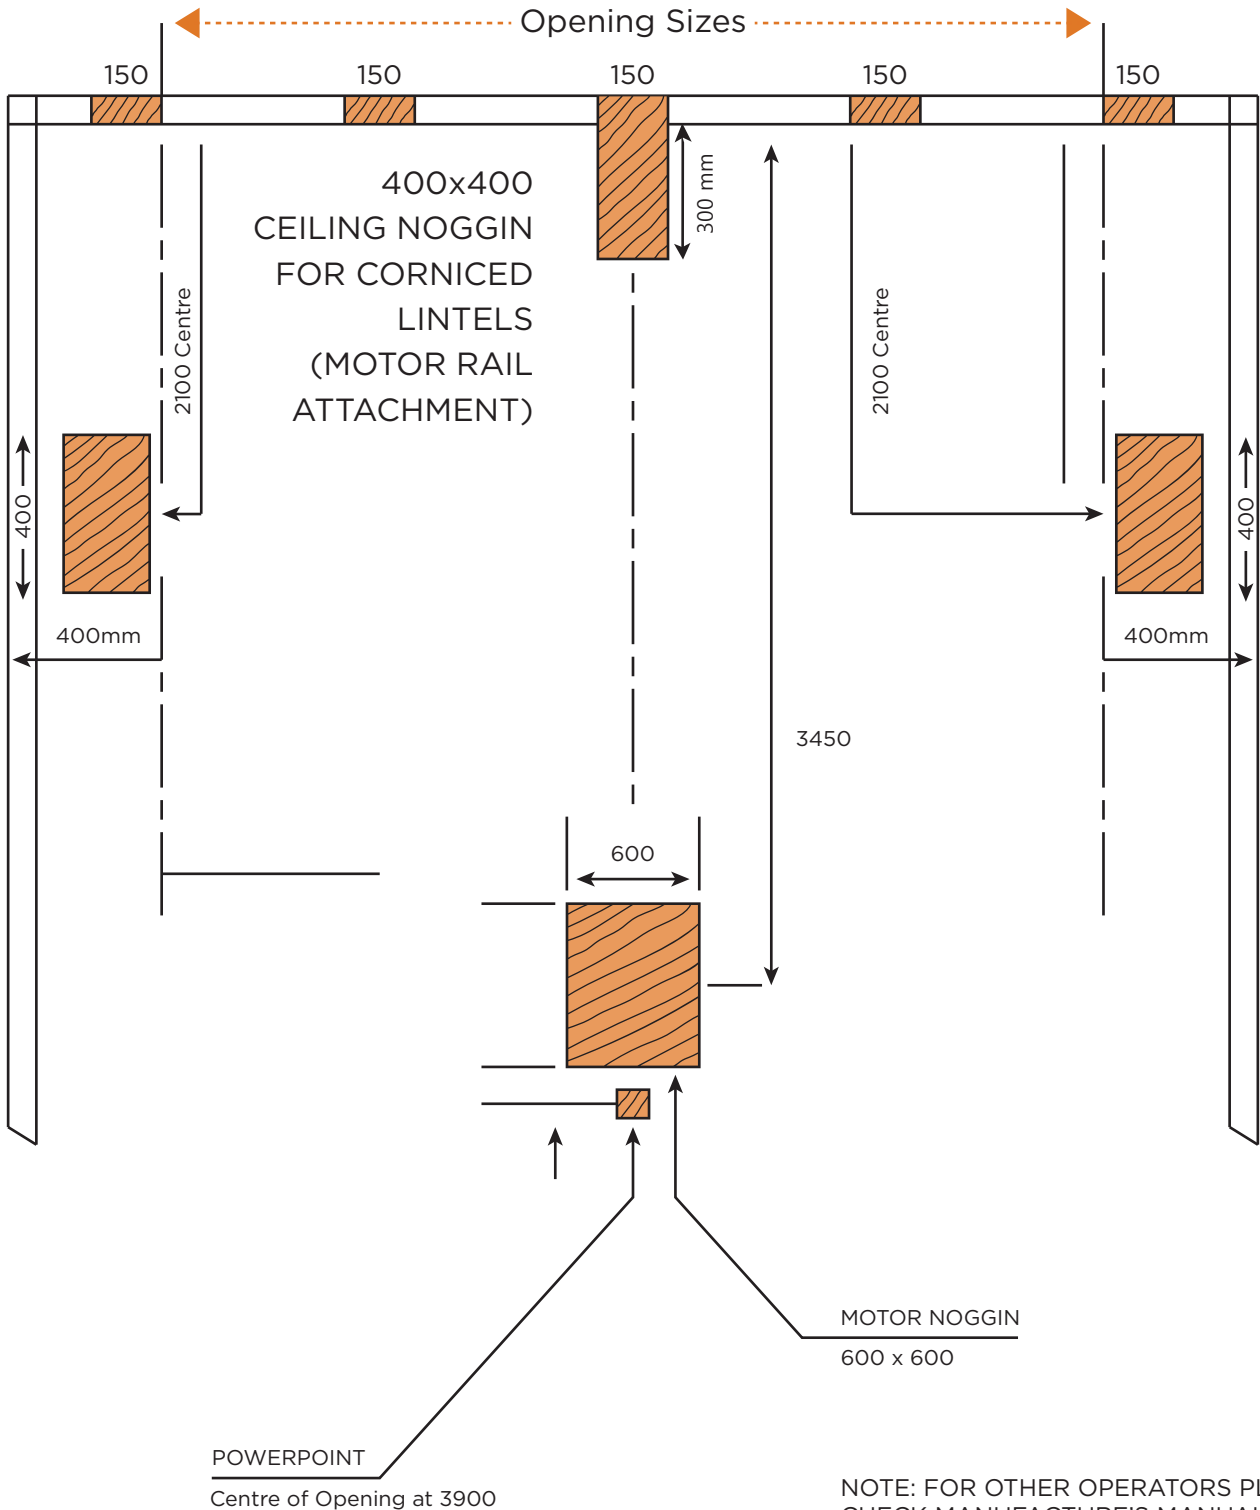 Opening Sizes
150 150 150 150 150
300 mm
400x400
CEILING NOGGIN
FOR CORNICED
LINTELS
(MOTOR RAIL
ATTACHMENT)
2100 Centre
2100 Centre
400
400
400mm
400mm
3450
600
MOTOR NOGGIN
600 x 600
POWERPOINT
Centre of Opening at 3900
NOTE: FOR OTHER OPERATORS